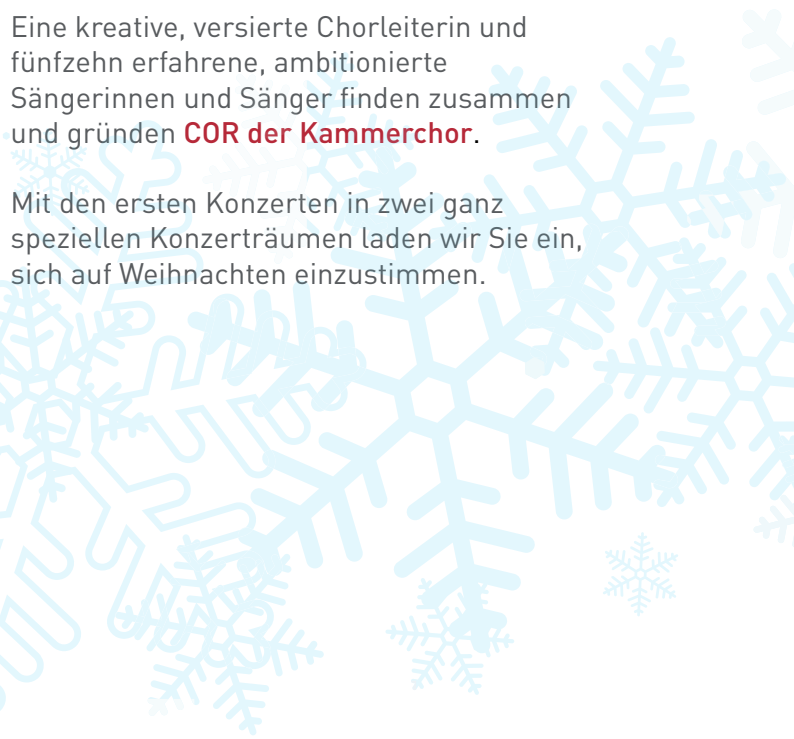 Eine kreative, versierte Chorleiterin und
fünfzehn erfahrene, ambitionierte
Sängerinnen und Sänger finden zusammen
und gründen COR der Kammerchor.
Mit den ersten Konzerten in zwei ganz
speziellen Konzerträumen laden wir Sie ein,
sich auf Weihnachten einzustimmen.